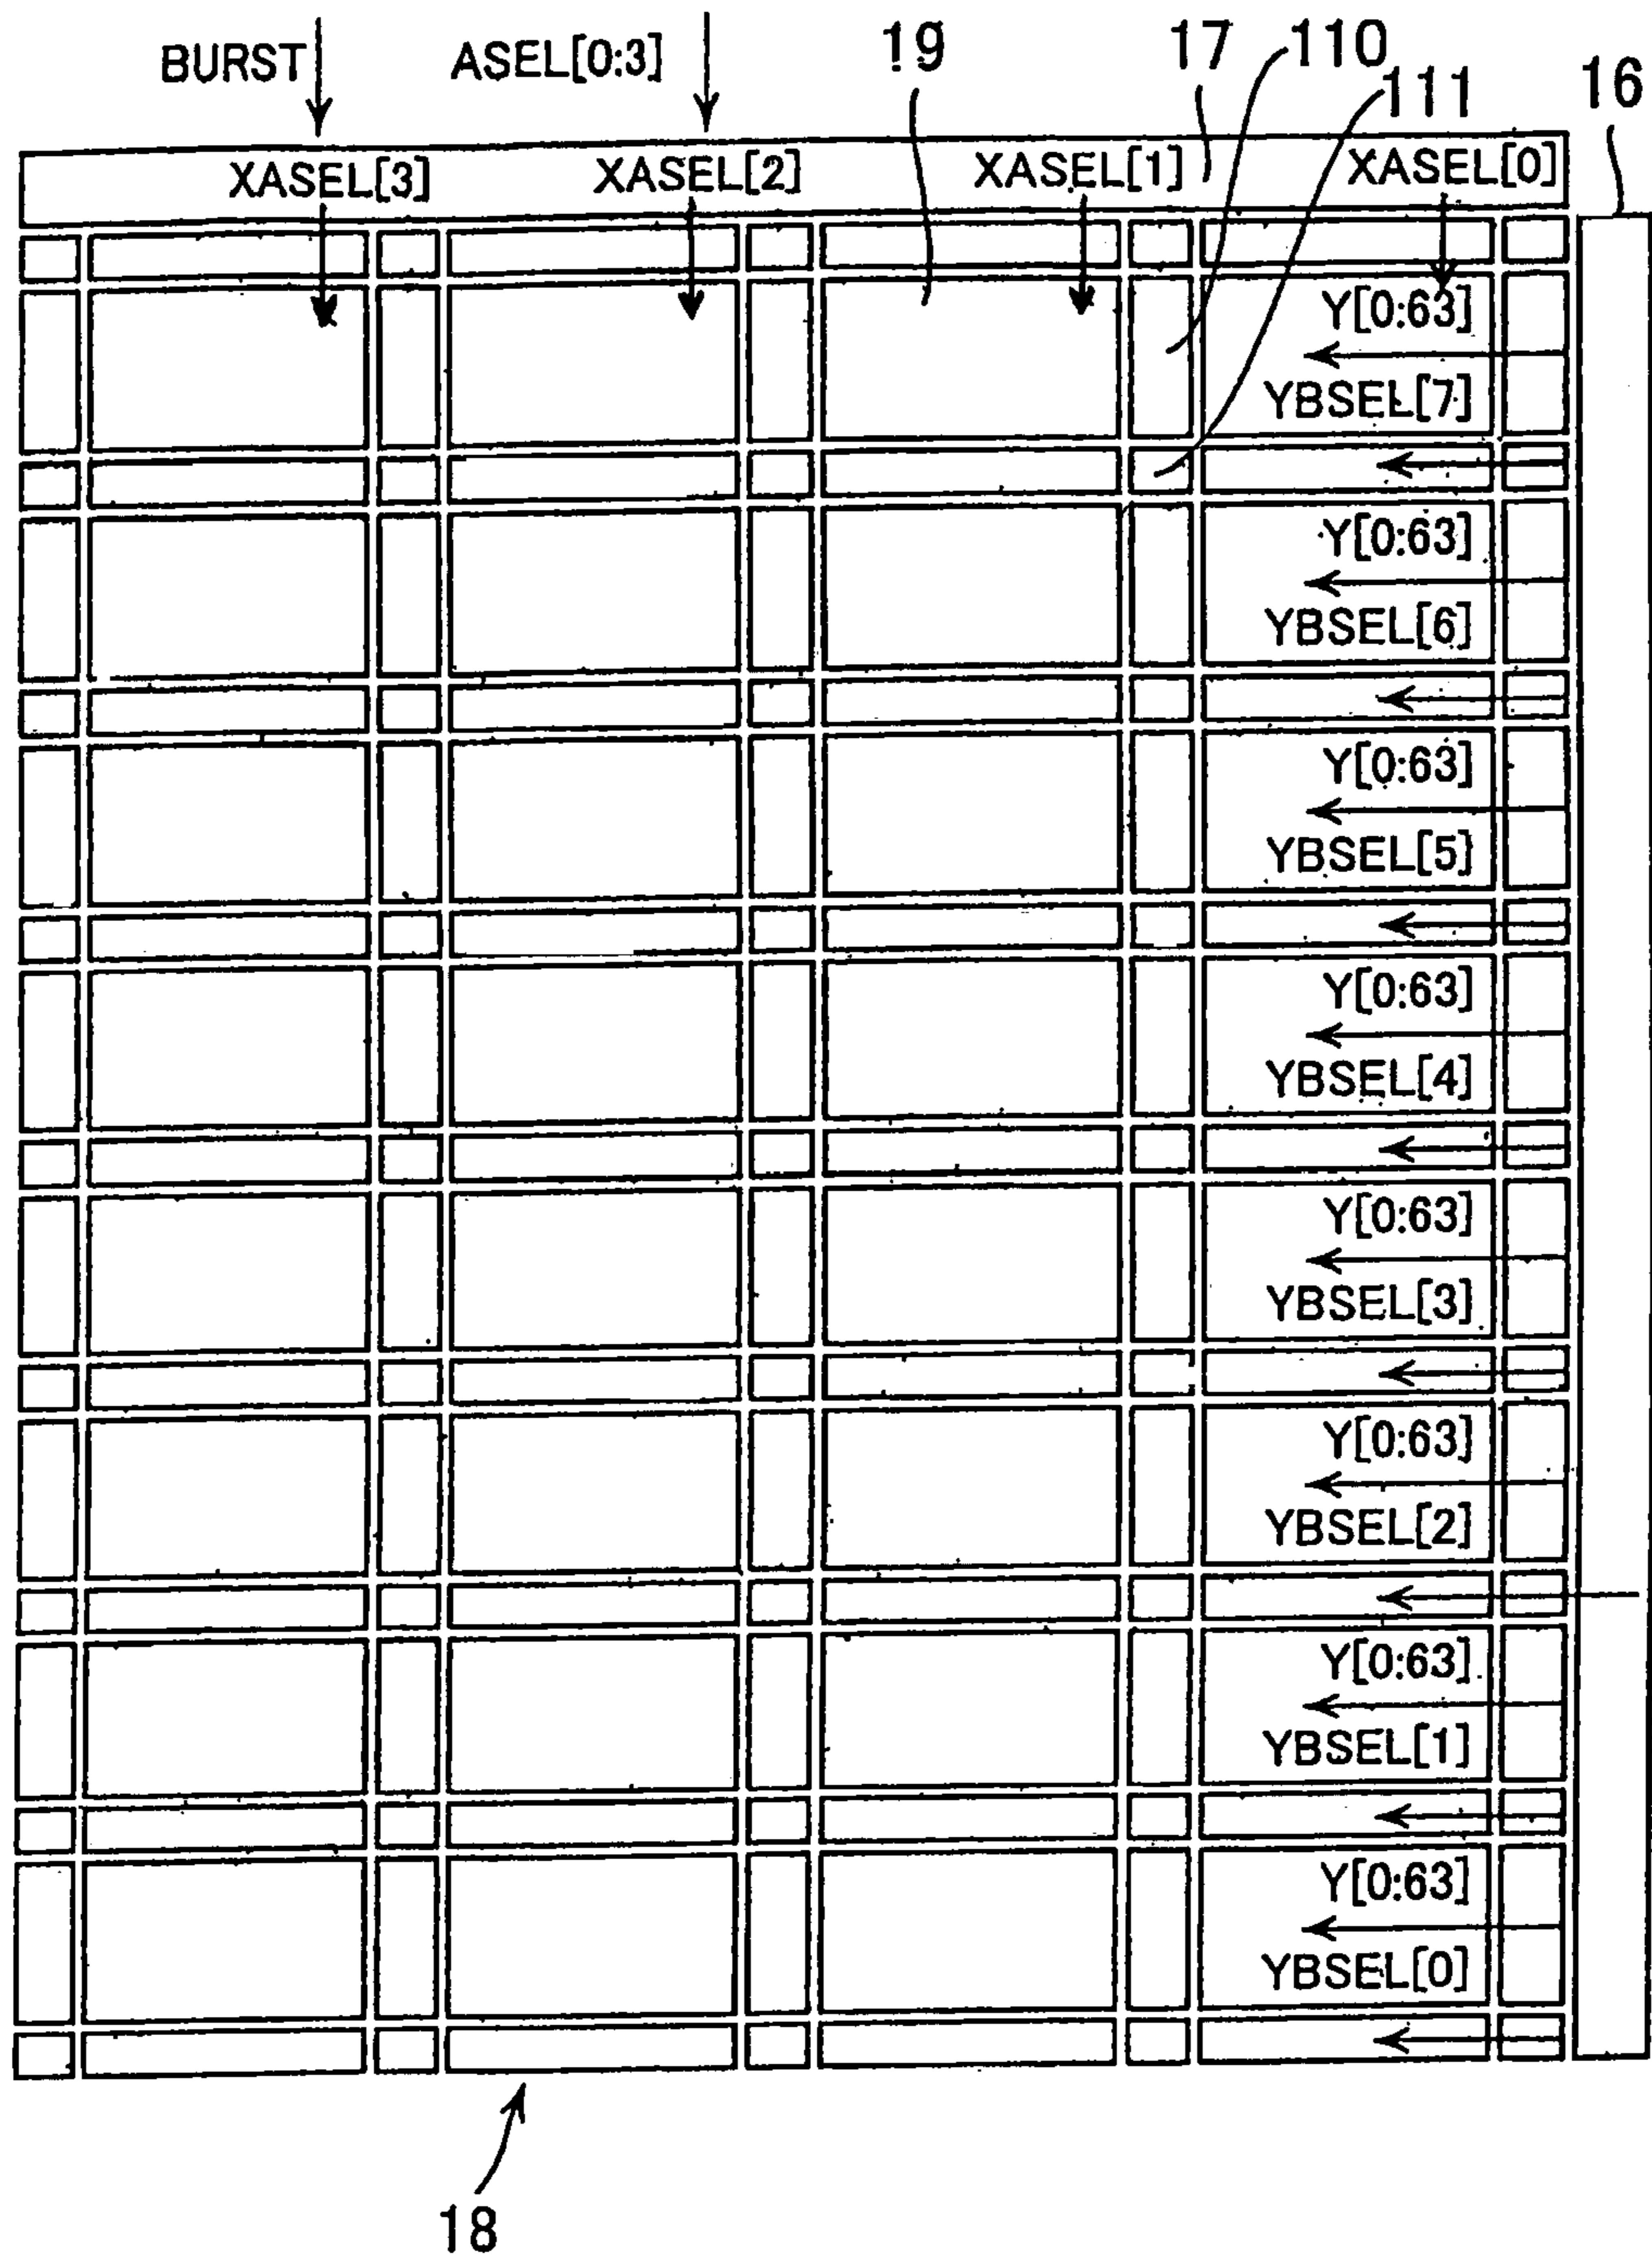 BURST
ASEL[0:3]
19
17
110
111
16
XASEL[3]
XASEL[2]
XASEL[1]
XASEL[0]
Y[0:63]
YBSEL[7]
Y[0:63]
YBSEL[6]
Y[0:63]
YBSEL[5]
Y[0:63]
YBSEL[4]
Y[0:63]
YBSEL[3]
Y[0:63]
YBSEL[2]
Y[0:63]
YBSEL[1]
Y[0:63]
YBSEL[0]
18